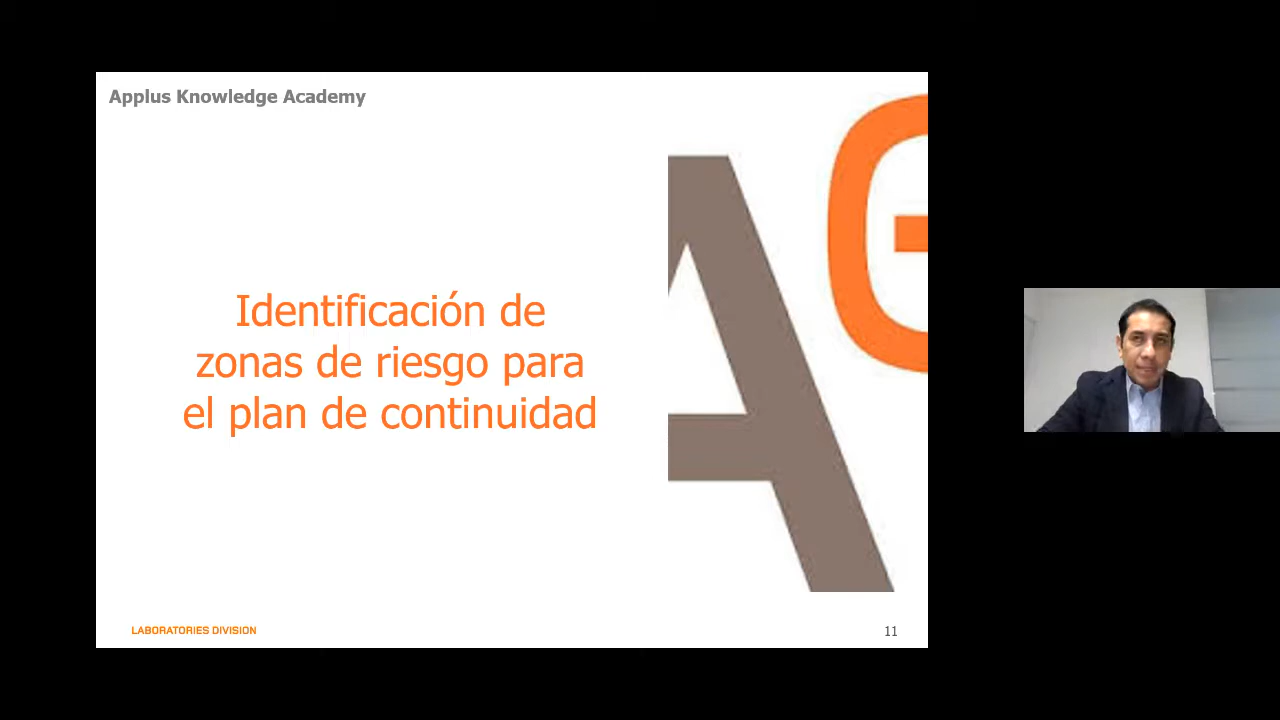 Applus Knowledge Academy
Identificación de
zonas de riesgo para
el plan de continuidad
LABORATORIES DIVISION
11